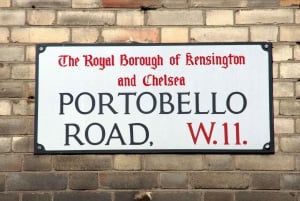 The Royal Borough of Kensington
and Chelsea
PORTOBELLO
ROAD, W.11.